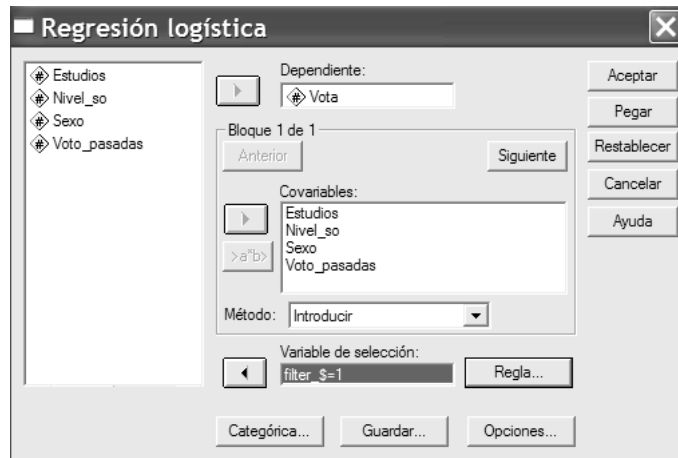 Regresión logística
Estudios
Nivel_so
Sexo
Voto_pasadas
Dependiente:
Vota
Bloque 1 de 1
Anterior
Siguiente
Covariables:
Estudios
Nivel_so
Sexo
Voto_pasadas
>a*b>
Método:
Introducir
Variable de selección:
filter_$=1
Regla...
Categórica...
Guardar...
Opciones...
Aceptar
Pegar
Restablecer
Cancelar
Ayuda